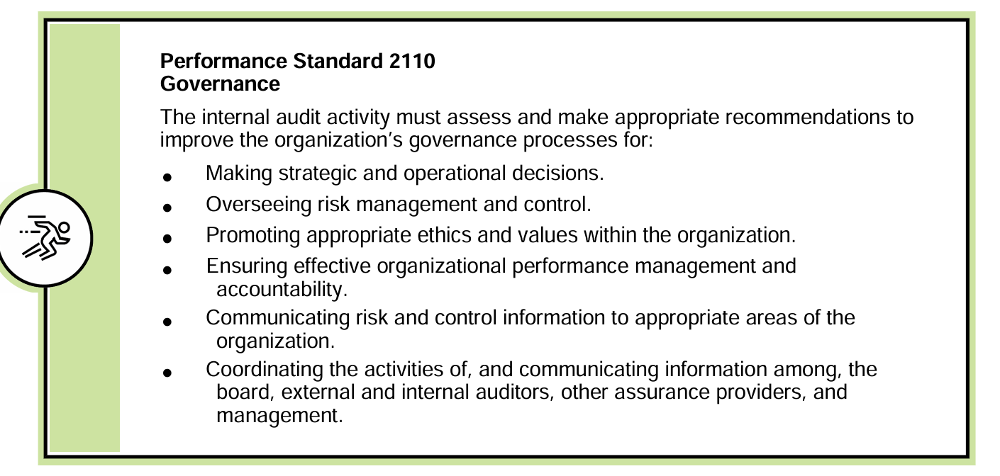 Performance Standard 2110
Governance
The internal audit activity must assess and make appropriate recommendations to
improve the organization's governance processes for:
● Making strategic and operational decisions.
● Overseeing risk management and control.
● Promoting appropriate ethics and values within the organization.
● Ensuring effective organizational performance management and
accountability.
● Communicating risk and control information to appropriate areas of the
organization.
● Coordinating the activities of, and communicating information among, the
board, external and internal auditors, other assurance providers, and
management.